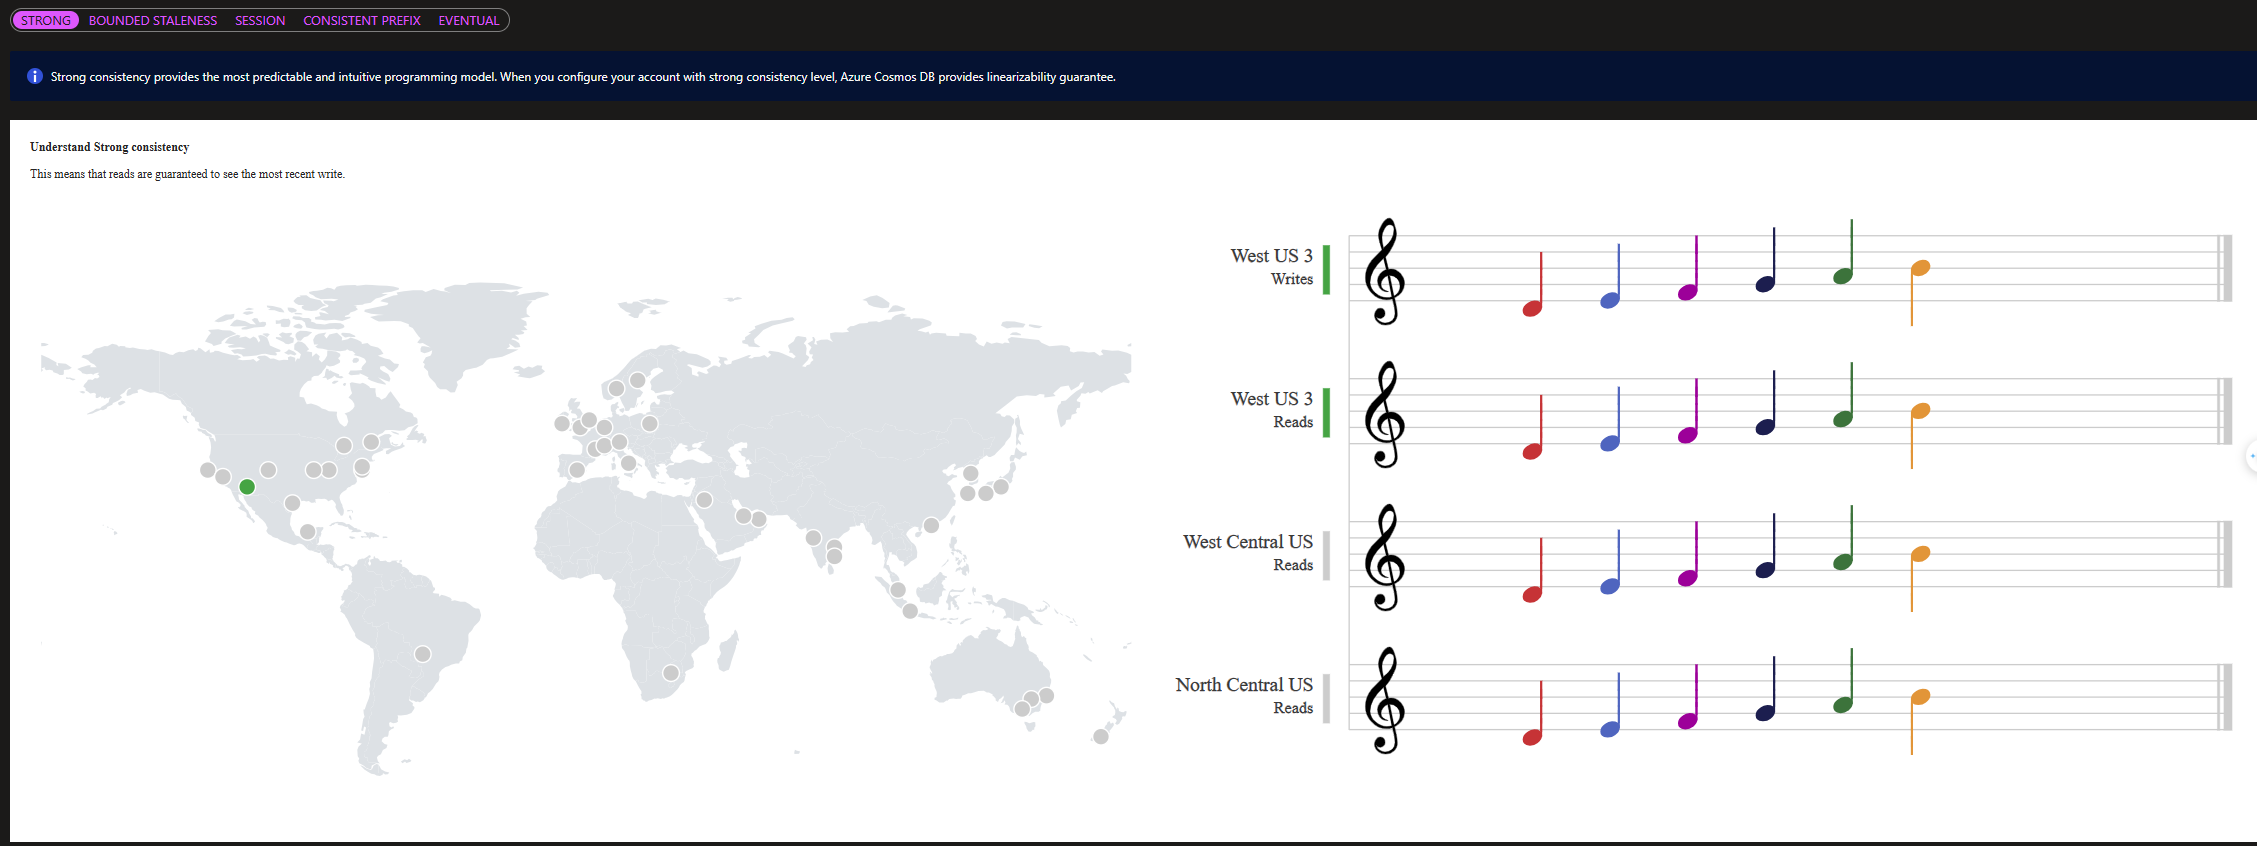 STRONG BOUNDED STALENESS SESSION CONSISTENT PREFIX EVENTUAL
Strong consistency provides the most predictable and intuitive programming model. When you configure your account with strong consistency level, Azure Cosmos DB provides linearizability guarantee.
Understand Strong consistency
This means that reads are guaranteed to see the most recent write.
West US 3
Writes
West US 3
Reads
West Central US
Reads
North Central US
Reads